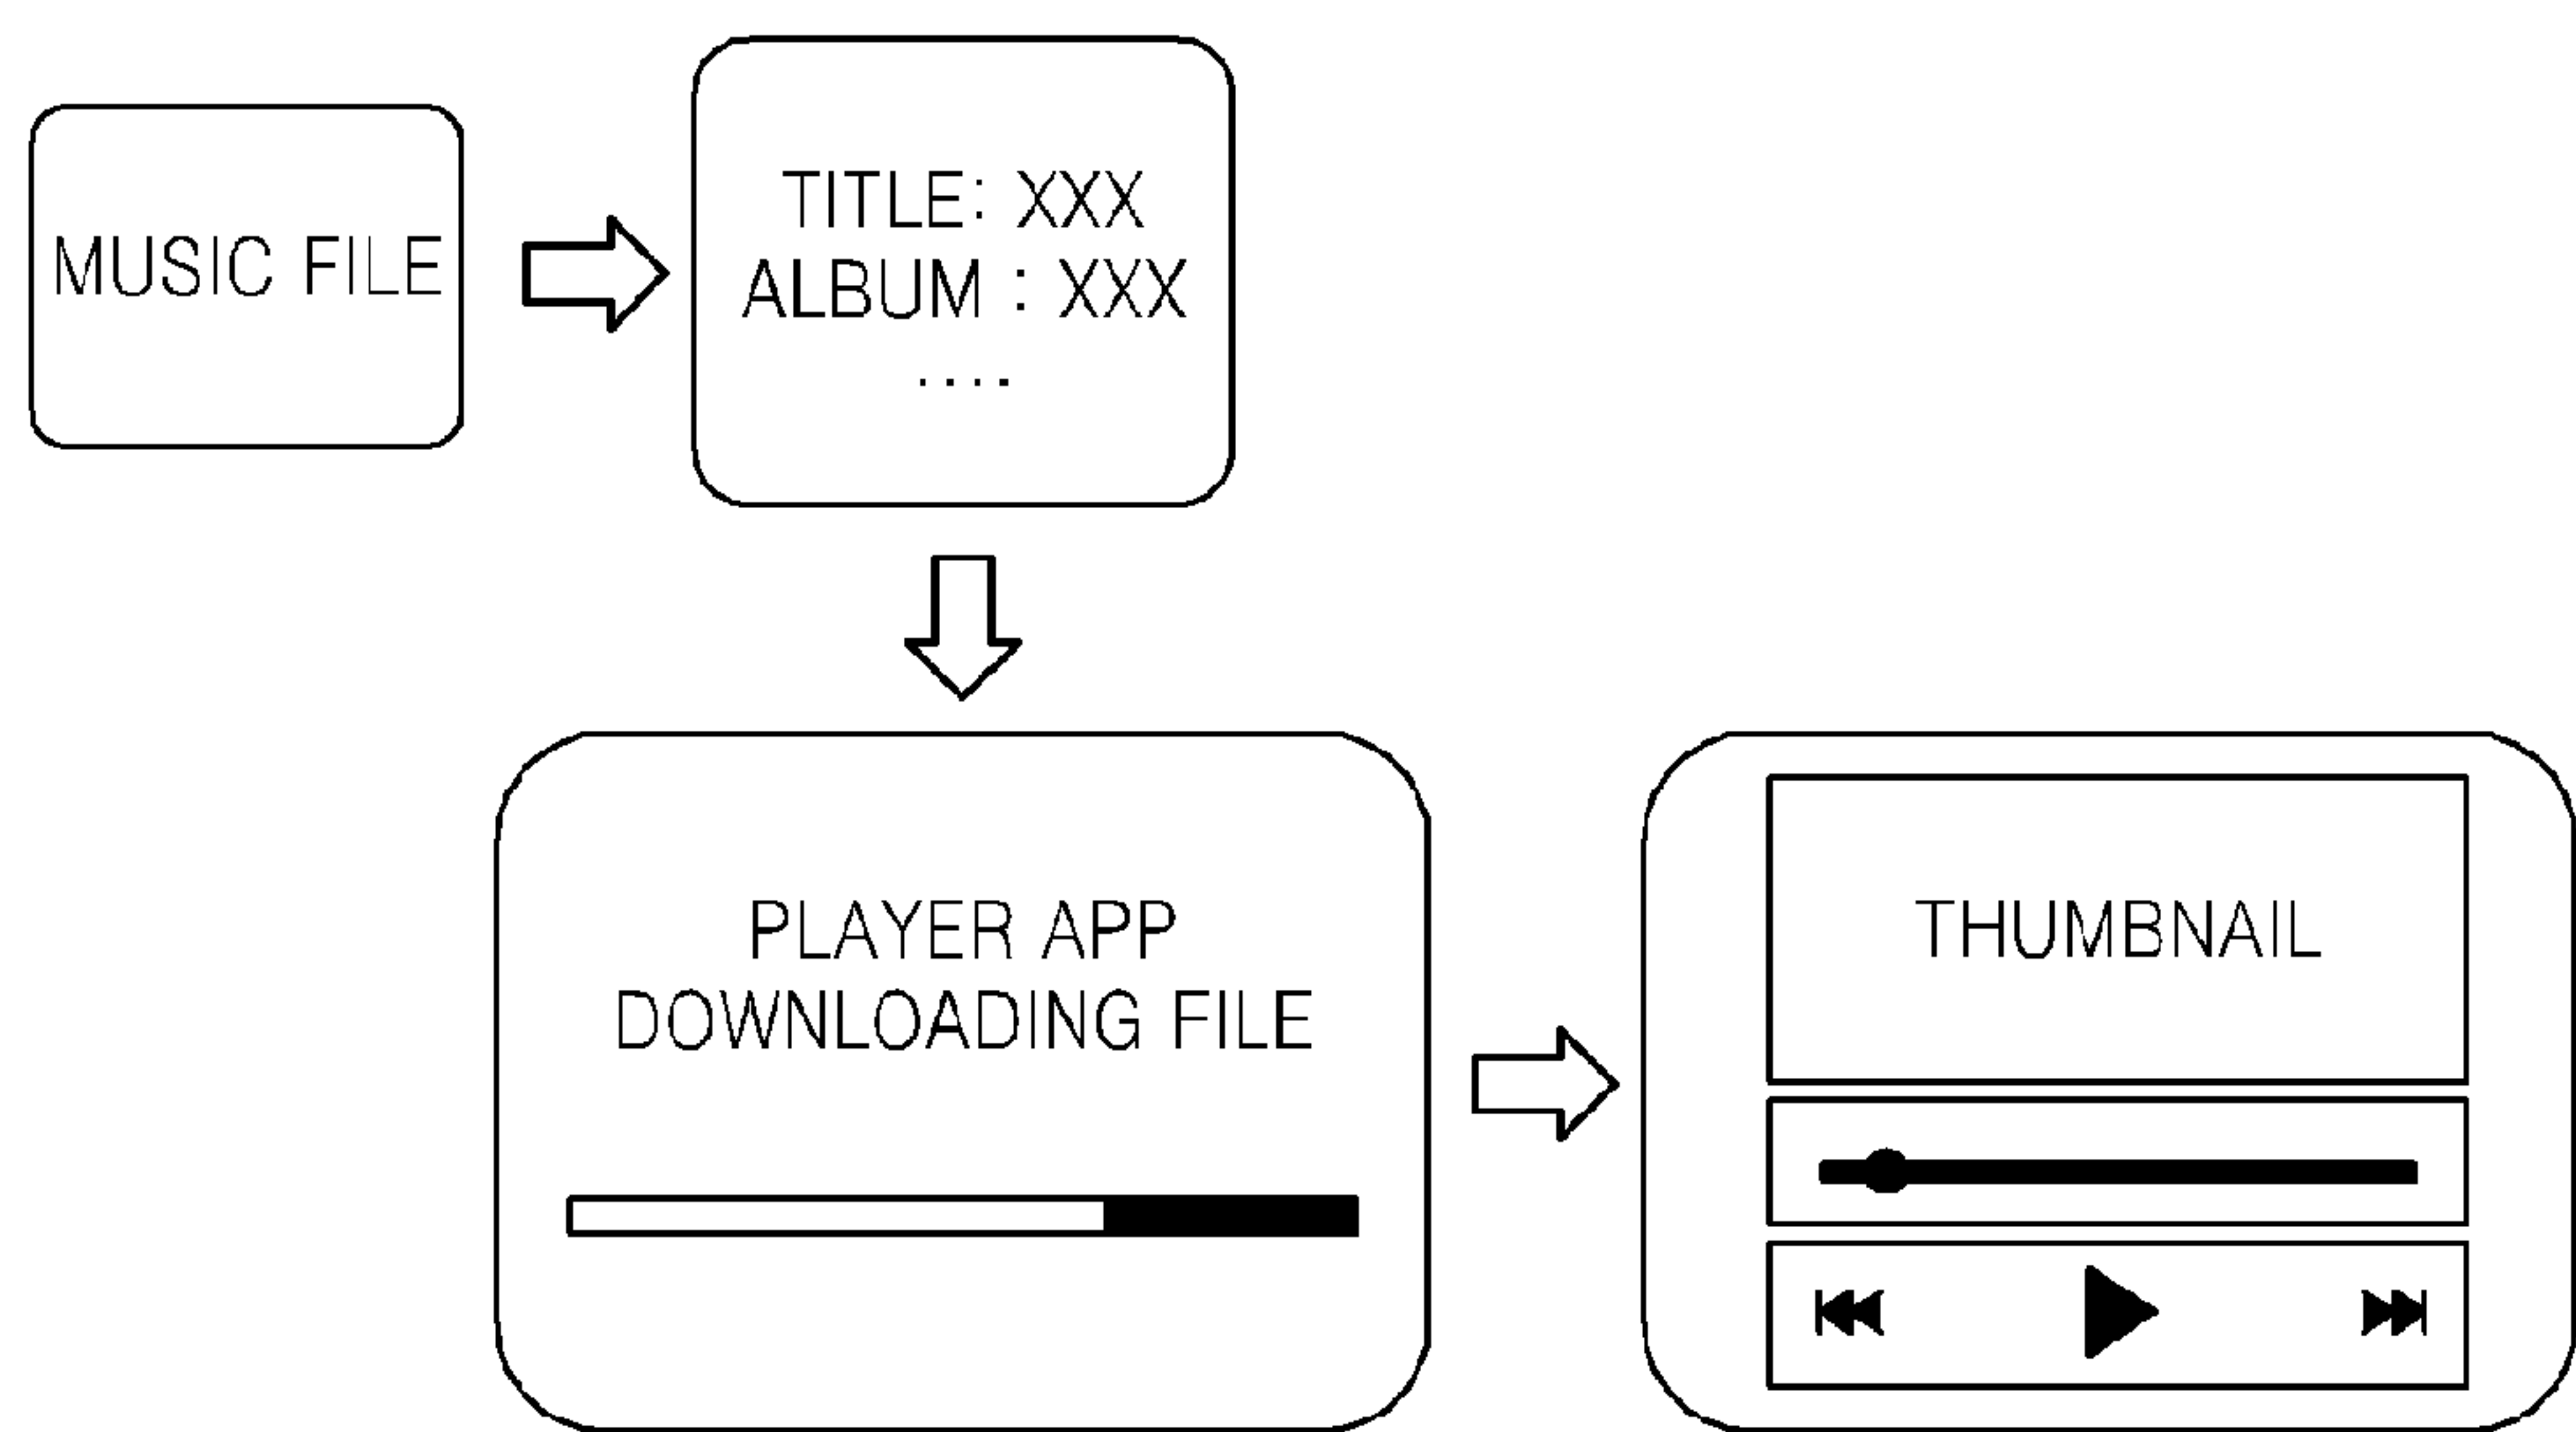 MUSIC FILE
TITLE: XXX
ALBUM : XXX
....
PLAYER APP
DOWNLOADING FILE
THUMBNAIL